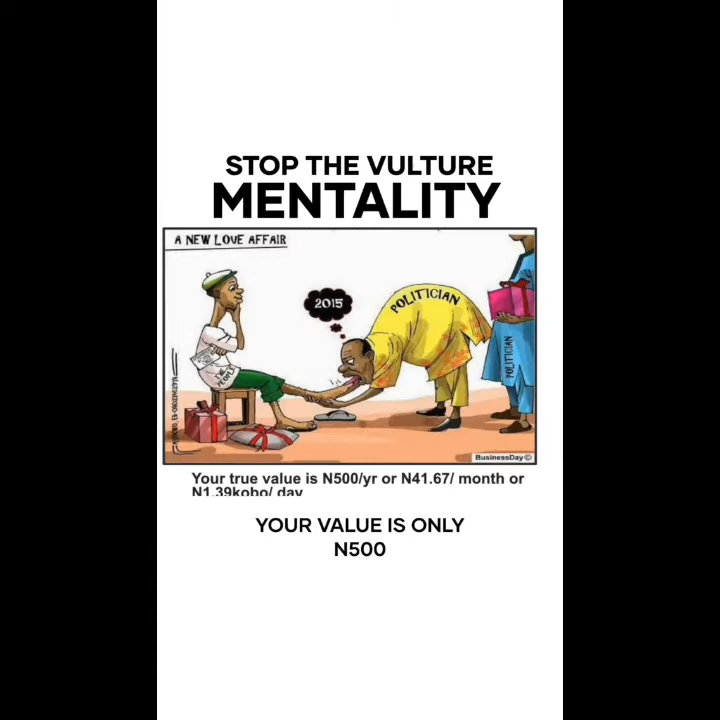 STOP THE VULTURE
MENTALITY
A NEW LOVE AFFAIR
2015
POLITICIAN
POLITICIAN
THE PEOPLE
BusinessDay©
Your true value is N500/yr or N41.67/ month or
N1.39kobo/ day
YOUR VALUE IS ONLY
N500